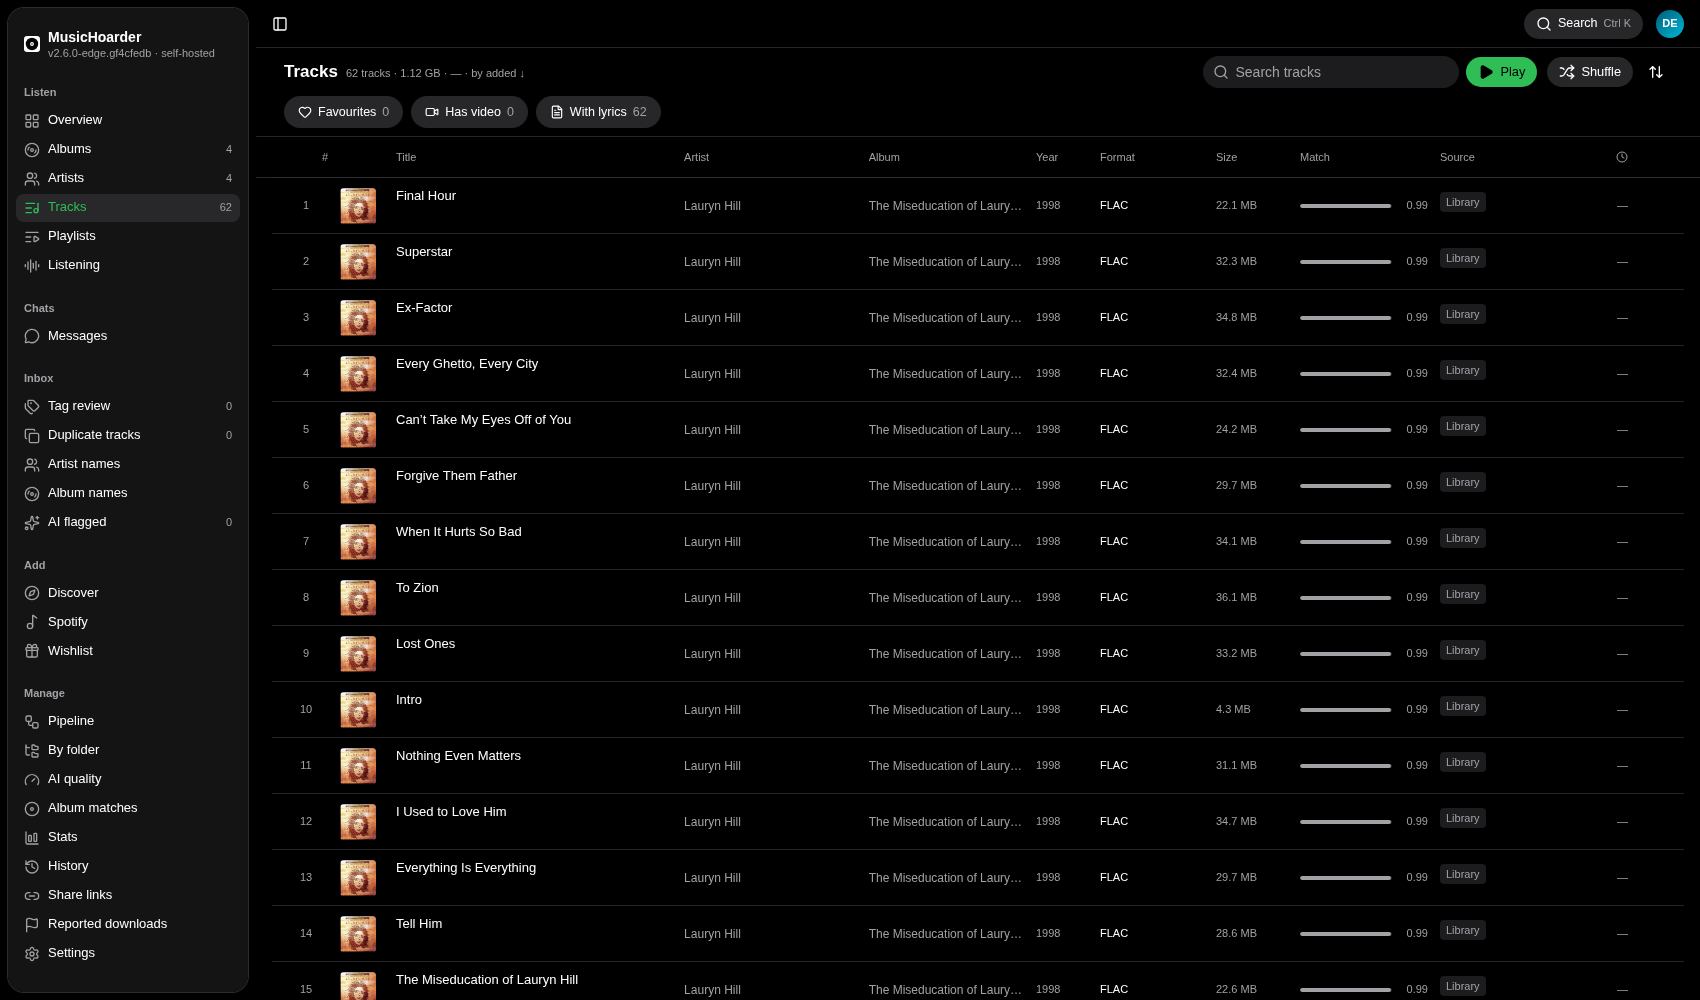 MusicHoarder
v2.6.0-edge.gf4cfedb · self-hosted
Listen
Overview
Albums 4
Artists 4
Tracks 62
Playlists
Listening
Chats
Messages
Inbox
Tag review 0
Duplicate tracks 0
Artist names
Album names
AI flagged 0
Add
Discover
Spotify
Wishlist
Manage
Pipeline
By folder
AI quality
Album matches
Stats
History
Share links
Reported downloads
Settings
Search Ctrl K DE
Tracks 62 tracks · 1.12 GB · — · by added ↓
Search tracks Play Shuffle
Favourites 0 Has video 0 With lyrics 62
# Title Artist Album Year Format Size Match Source
1 Final Hour Lauryn Hill The Miseducation of Laury… 1998 FLAC 22.1 MB 0.99 Library —
2 Superstar Lauryn Hill The Miseducation of Laury… 1998 FLAC 32.3 MB 0.99 Library —
3 Ex-Factor Lauryn Hill The Miseducation of Laury… 1998 FLAC 34.8 MB 0.99 Library —
4 Every Ghetto, Every City Lauryn Hill The Miseducation of Laury… 1998 FLAC 32.4 MB 0.99 Library —
5 Can’t Take My Eyes Off of You Lauryn Hill The Miseducation of Laury… 1998 FLAC 24.2 MB 0.99 Library —
6 Forgive Them Father Lauryn Hill The Miseducation of Laury… 1998 FLAC 29.7 MB 0.99 Library —
7 When It Hurts So Bad Lauryn Hill The Miseducation of Laury… 1998 FLAC 34.1 MB 0.99 Library —
8 To Zion Lauryn Hill The Miseducation of Laury… 1998 FLAC 36.1 MB 0.99 Library —
9 Lost Ones Lauryn Hill The Miseducation of Laury… 1998 FLAC 33.2 MB 0.99 Library —
10 Intro Lauryn Hill The Miseducation of Laury… 1998 FLAC 4.3 MB 0.99 Library —
11 Nothing Even Matters Lauryn Hill The Miseducation of Laury… 1998 FLAC 31.1 MB 0.99 Library —
12 I Used to Love Him Lauryn Hill The Miseducation of Laury… 1998 FLAC 34.7 MB 0.99 Library —
13 Everything Is Everything Lauryn Hill The Miseducation of Laury… 1998 FLAC 29.7 MB 0.99 Library —
14 Tell Him Lauryn Hill The Miseducation of Laury… 1998 FLAC 28.6 MB 0.99 Library —
15 The Miseducation of Lauryn Hill Lauryn Hill The Miseducation of Laury… 1998 FLAC 22.6 MB 0.99 Library —